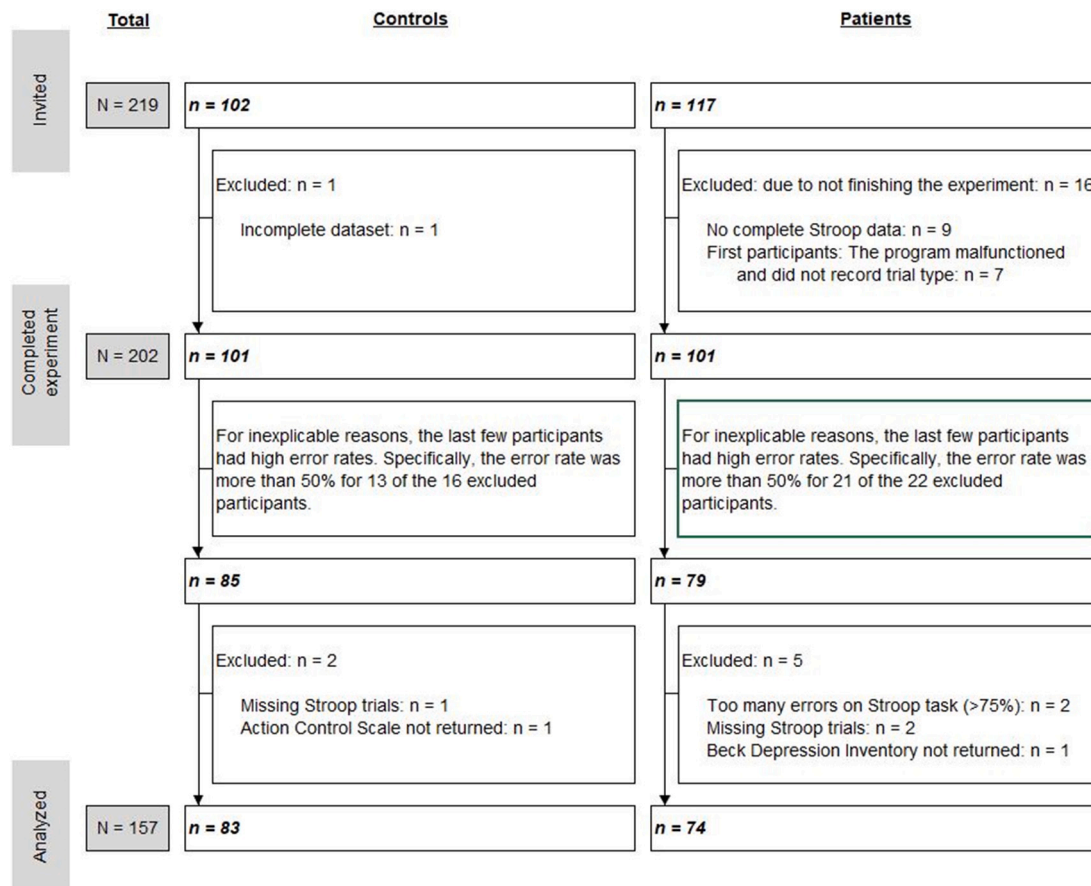 Total
Controls
Patients
Invited
N = 219
n = 102
n = 117
Excluded: n = 1
Incomplete dataset: n = 1
Excluded: due to not finishing the experiment: n = 16
No complete Stroop data: n = 9
First participants: The program malfunctioned
and did not record trial type: n = 7
Completed
experiment
N = 202
n = 101
n = 101
For inexplicable reasons, the last few participants
had high error rates. Specifically, the error rate was
more than 50% for 13 of the 16 excluded
participants.
For inexplicable reasons, the last few participants
had high error rates. Specifically, the error rate was
more than 50% for 21 of the 22 excluded
participants.
n = 85
n = 79
Excluded: n = 2
Missing Stroop trials: n = 1
Action Control Scale not returned: n = 1
Excluded: n = 5
Too many errors on Stroop task (>75%): n = 2
Missing Stroop trials: n = 2
Beck Depression Inventory not returned: n = 1
Analyzed
N = 157
n = 83
n = 74